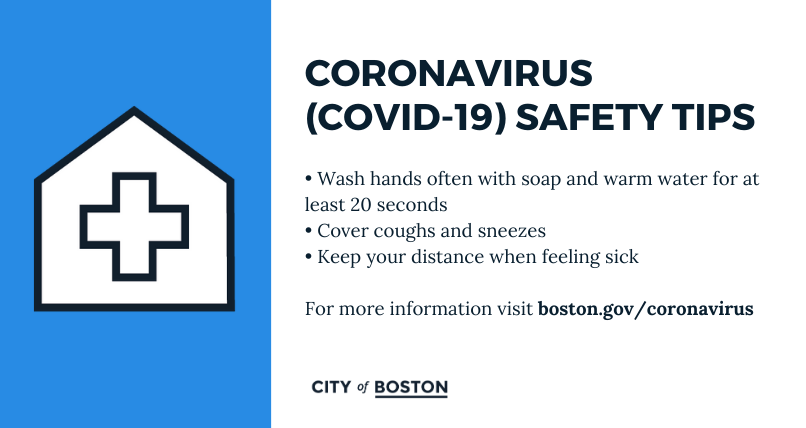 CORONAVIRUS
(COVID-19) SAFETY TIPS
• Wash hands often with soap and warm water for at
least 20 seconds
• Cover coughs and sneezes
• Keep your distance when feeling sick
For more information visit boston.gov/coronavirus
CITY of BOSTON